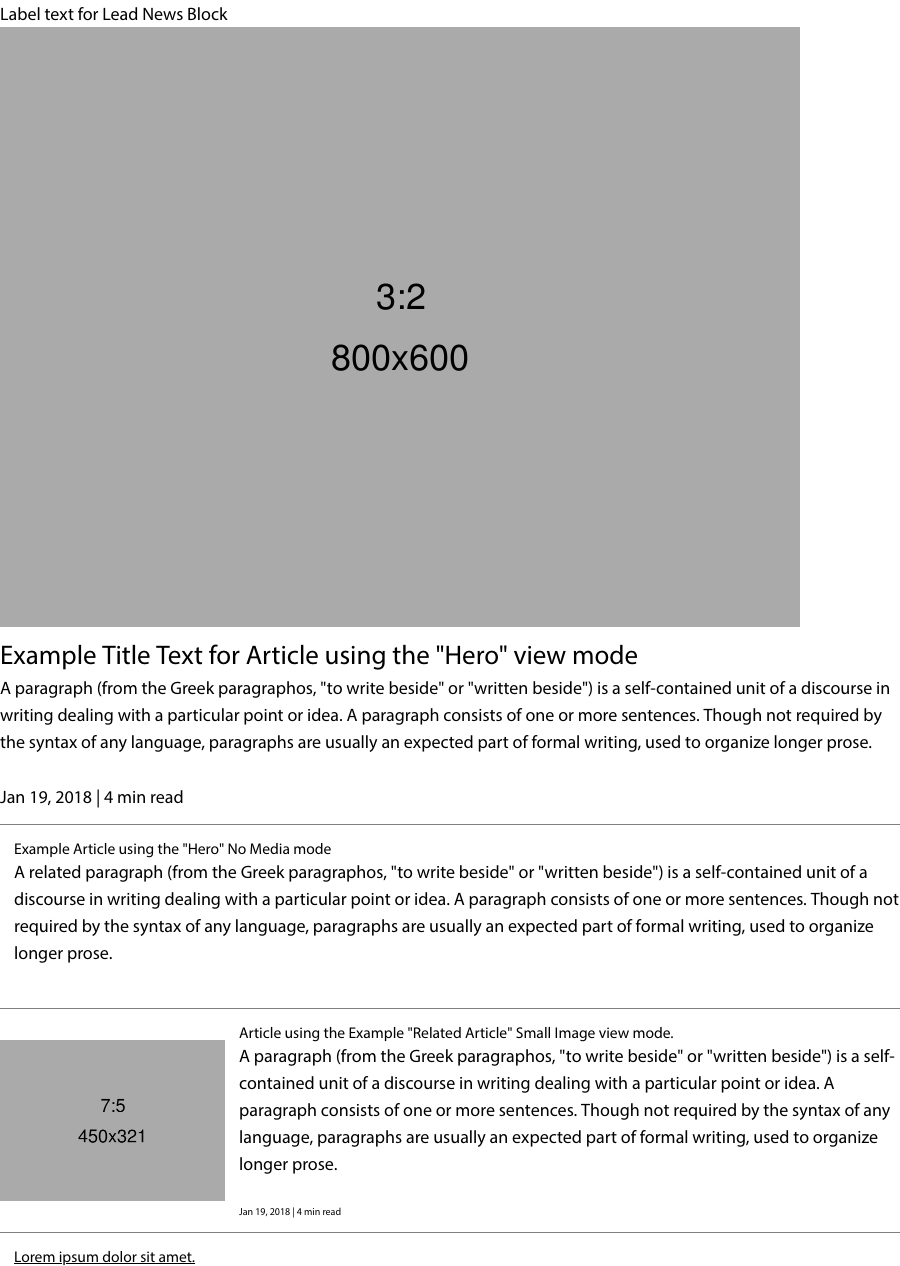 Label text for Lead News Block
3:2
800x600
Example Title Text for Article using the "Hero" view mode
A paragraph (from the Greek paragraphos, "to write beside" or "written beside") is a self-contained unit of a discourse in
writing dealing with a particular point or idea. A paragraph consists of one or more sentences. Though not required by
the syntax of any language, paragraphs are usually an expected part of formal writing, used to organize longer prose.
Jan 19, 2018 | 4 min read
Example Article using the "Hero" No Media mode
A related paragraph (from the Greek paragraphos, "to write beside" or "written beside") is a self-contained unit of a
discourse in writing dealing with a particular point or idea. A paragraph consists of one or more sentences. Though not
required by the syntax of any language, paragraphs are usually an expected part of formal writing, used to organize
longer prose.
7:5
450x321
Article using the Example "Related Article" Small Image view mode.
A paragraph (from the Greek paragraphos, "to write beside" or "written beside") is a self-
contained unit of a discourse in writing dealing with a particular point or idea. A
paragraph consists of one or more sentences. Though not required by the syntax of any
language, paragraphs are usually an expected part of formal writing, used to organize
longer prose.
Jan 19, 2018 | 4 min read
Lorem ipsum dolor sit amet.